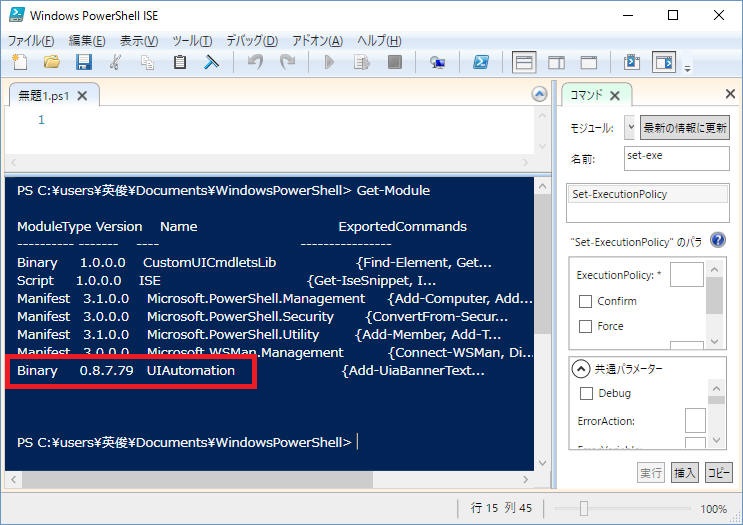 Windows PowerShell ISE
ファイル(F) 編集(E) 表示(V) ツール(T) デバッグ(D) アドオン(A) ヘルプ(H)
無題1.ps1
1
PS C:¥users¥英俊¥Documents¥WindowsPowerShell> Get-Module
ModuleType Version Name ExportedCommands
---------- ------- ---- ----------------
Binary 1.0.0.0 CustomUICmdletsLib {Find-Element, Get...
Script 1.0.0.0 ISE {Get-IseSnippet, I...
Manifest 3.1.0.0 Microsoft.PowerShell.Management {Add-Computer, Add...
Manifest 3.0.0.0 Microsoft.PowerShell.Security {ConvertFrom-Secur...
Manifest 3.1.0.0 Microsoft.PowerShell.Utility {Add-Member, Add-T...
Manifest 3.0.0.0 Microsoft.WSMan.Management {Connect-WSMan, Di...
Binary 0.8.7.79 UIAutomation {Add-UiaBannerText...
PS C:¥users¥英俊¥Documents¥WindowsPowerShell>
コマンド
モジュール: 最新の情報に更新
名前: set-exe
Set-ExecutionPolicy
"Set-ExecutionPolicy" のパラ
ExecutionPolicy: *
Confirm
Force
共通パラメーター
Debug
ErrorAction:
ErrorVariable:
実行 挿入 コピー
行 15 列 45
100%